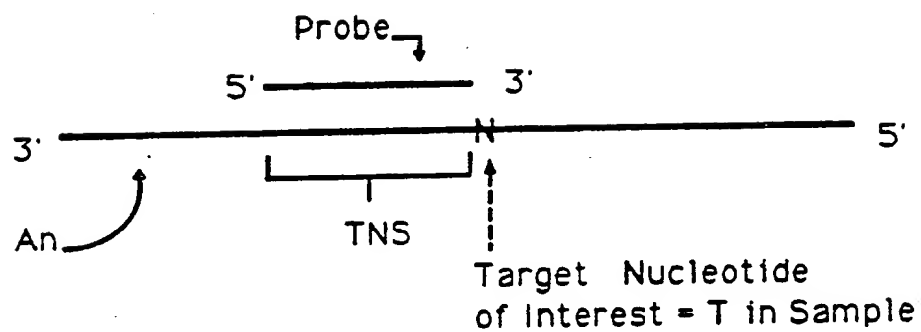 Probe
5' 3'
3' N 5'
An
TNS
Target Nucleotide
of Interest = T in Sample